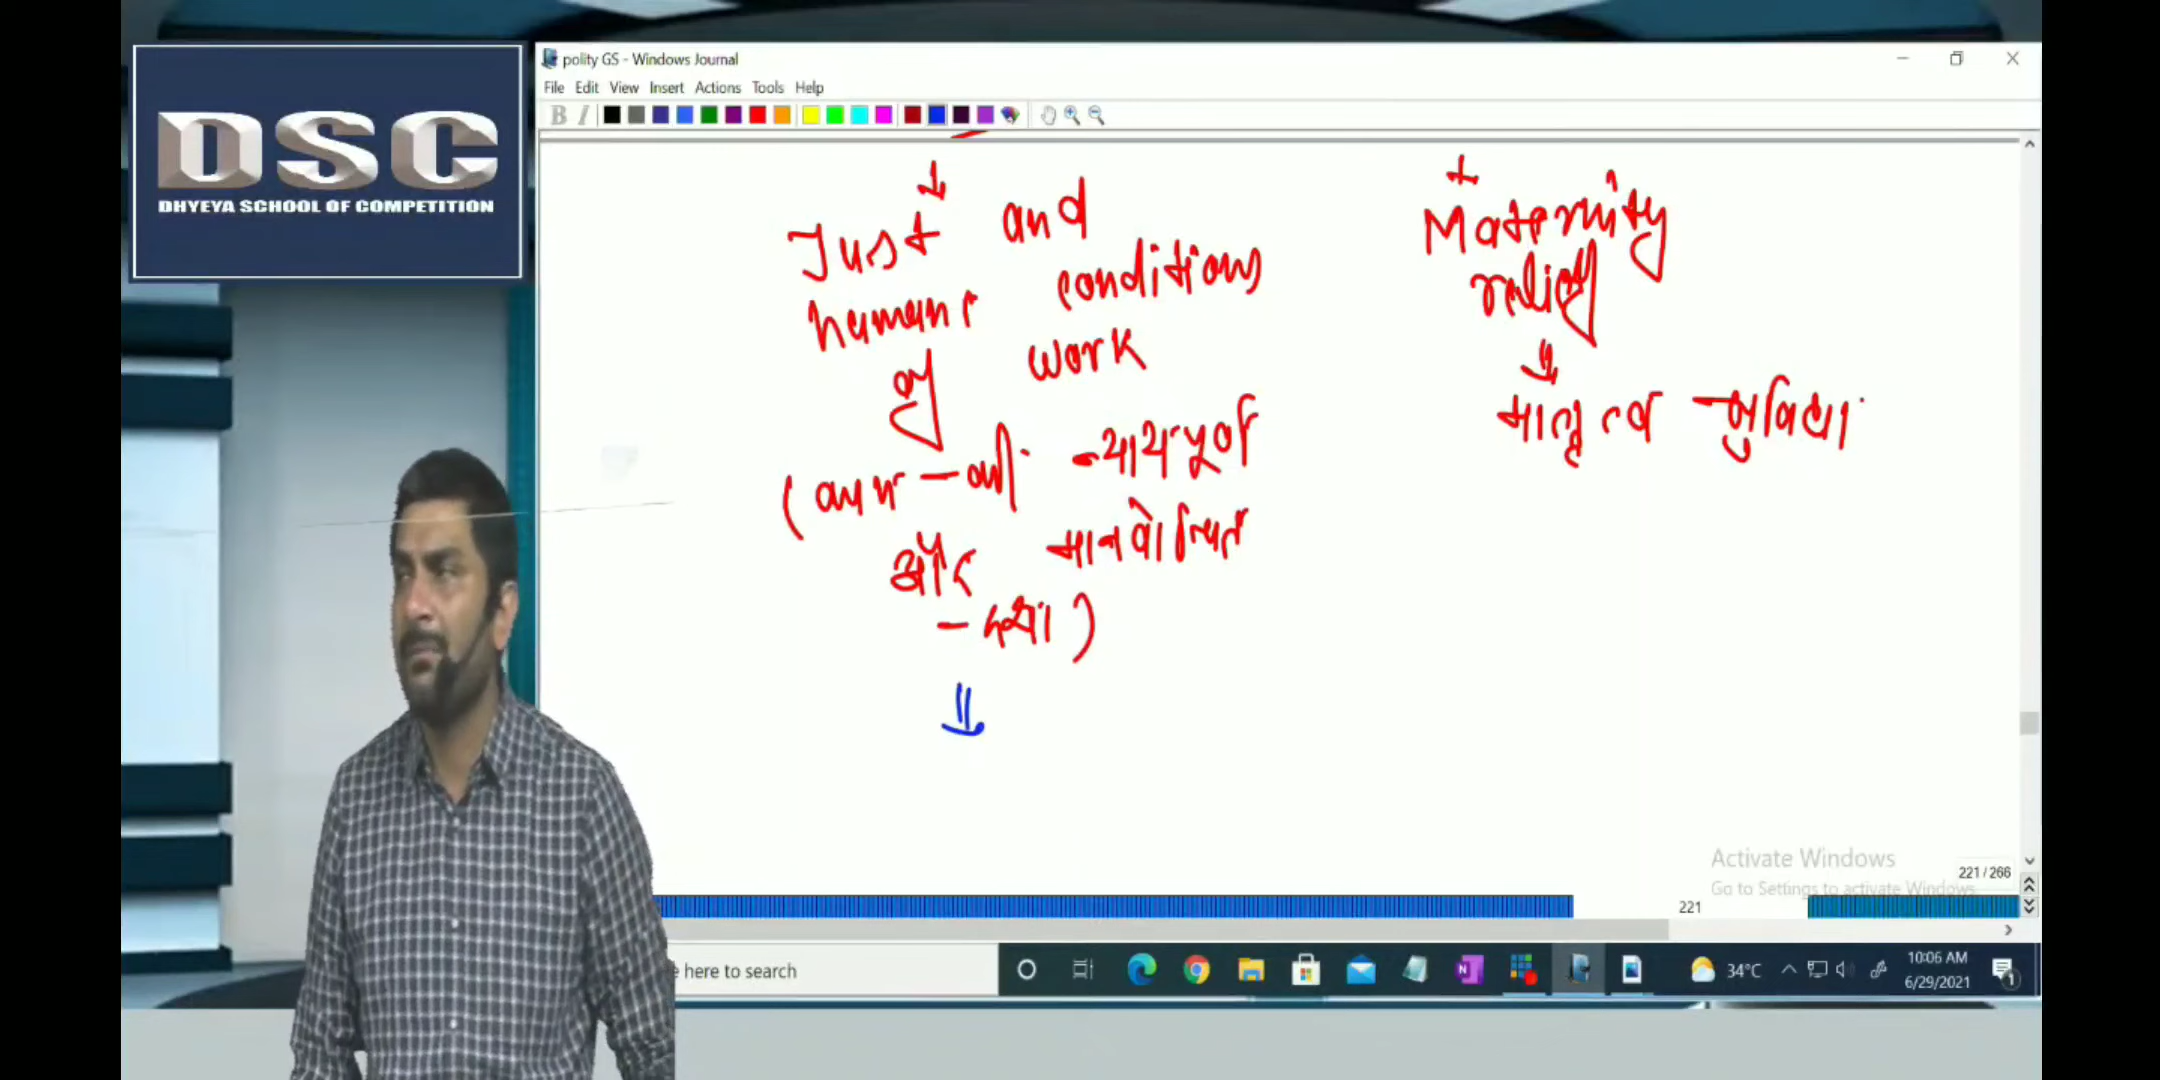 DSC
DHYEYA SCHOOL OF COMPETITION
polity GS - Windows Journal
File Edit View Insert Actions Tools Help
B I
Just and
humane conditions
of work
(काम की न्यायपूर्ण
और मानवोचित
दशा)
Maternity
relief
मातृत्व सुविधा
Activate Windows
Go to Settings to activate Windows.
221 / 266
221
e here to search
34°C
10:06 AM
6/29/2021
1